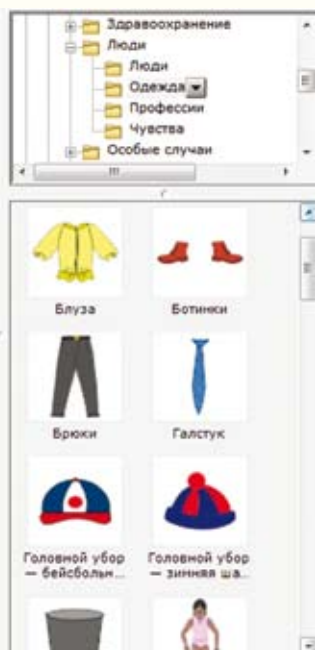 Здравоохранение
Люди
Люди
Одежда
Профессии
Чувства
Особые случаи
Блуза
Ботинки
Брюки
Галстук
Головной убор
— бейсбольн...
Головной убор
— зимняя ша...